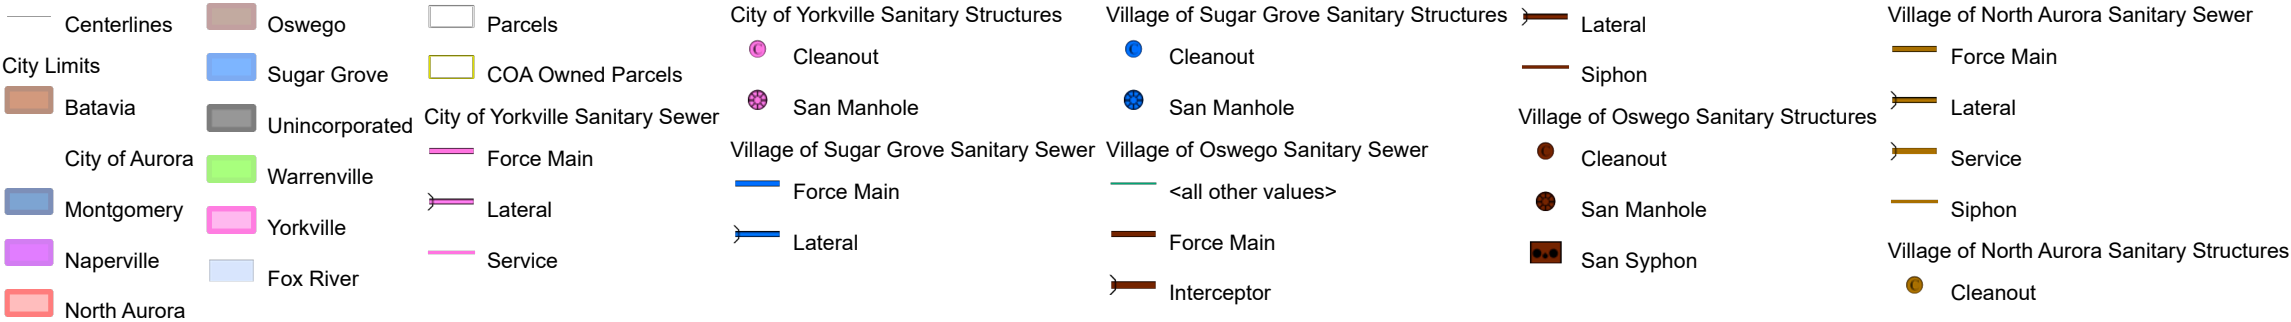 Centerlines
City Limits
Batavia
City of Aurora
Montgomery
Naperville
North Aurora
Oswego
Sugar Grove
Unincorporated
Warrenville
Yorkville
Fox River
Parcels
COA Owned Parcels
City of Yorkville Sanitary Sewer
Force Main
Lateral
Service
City of Yorkville Sanitary Structures
Cleanout
San Manhole
Village of Sugar Grove Sanitary Sewer
Force Main
Lateral
Village of Sugar Grove Sanitary Structures
Cleanout
San Manhole
Village of Oswego Sanitary Sewer
<all other values>
Force Main
Interceptor
Lateral
Siphon
Village of Oswego Sanitary Structures
Cleanout
San Manhole
San Syphon
Village of North Aurora Sanitary Sewer
Force Main
Lateral
Service
Siphon
Village of North Aurora Sanitary Structures
Cleanout